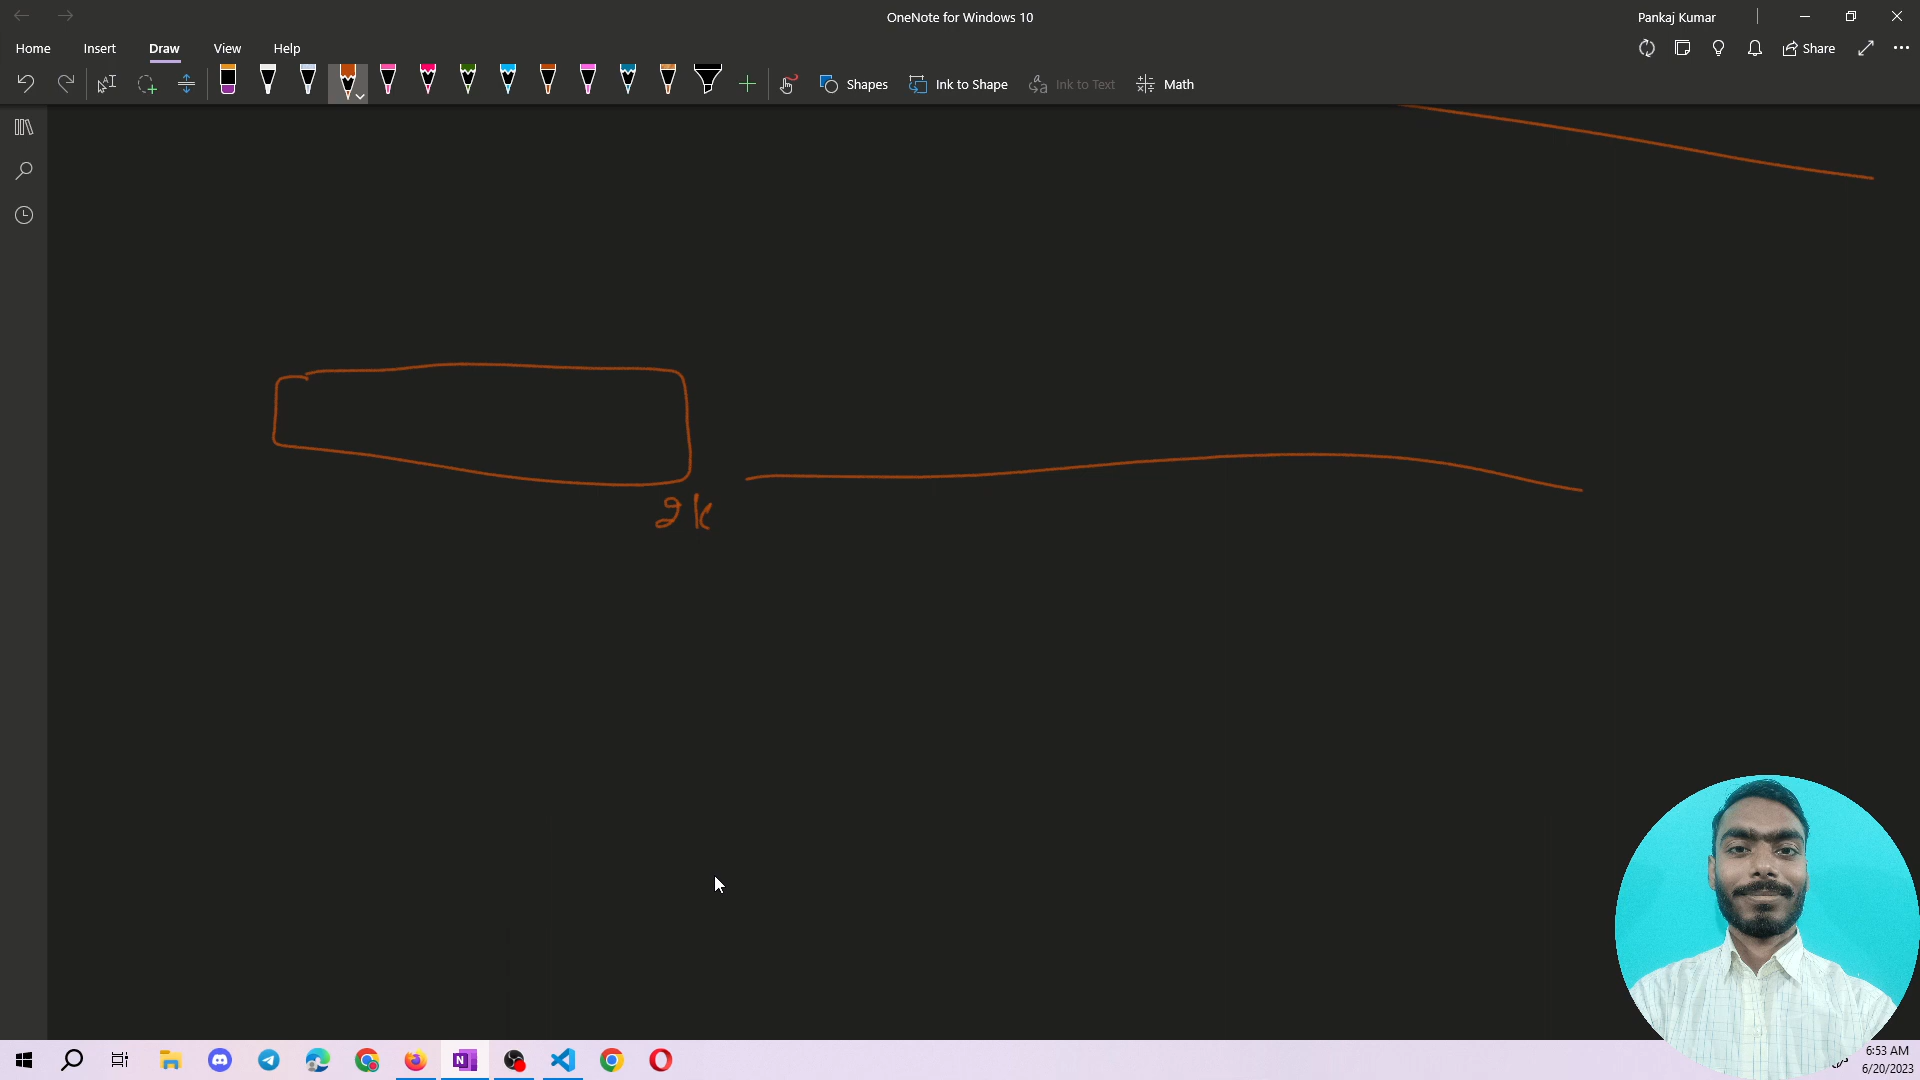 OneNote for Windows 10
Pankaj Kumar
Home Insert Draw View Help
Share
Shapes Ink to Shape Ink to Text Math
2k
6:53 AM
6/20/2023